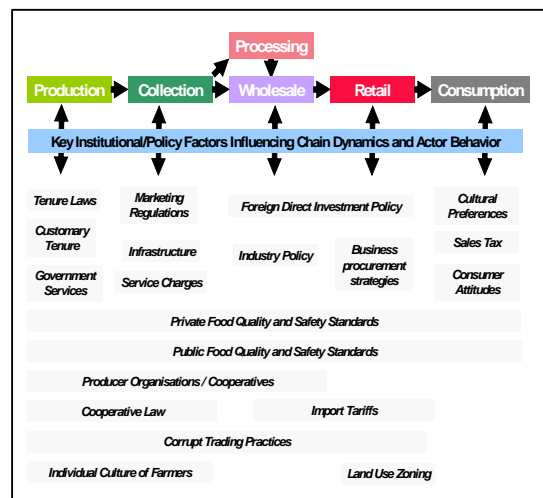 Processing
Production
Collection
Wholesale
Retail
Consumption
Key Institutional/Policy Factors Influencing Chain Dynamics and Actor Behavior
Tenure Laws
Customary
Tenure
Government
Services
Marketing
Regulations
Infrastructure
Service Charges
Foreign Direct Investment Policy
Industry Policy
Business
procurement
strategies
Cultural
Preferences
Sales Tax
Consumer
Attitudes
Private Food Quality and Safety Standards
Public Food Quality and Safety Standards
Producer Organisations / Cooperatives
Cooperative Law
Import Tariffs
Corrupt Trading Practices
Individual Culture of Farmers
Land Use Zoning